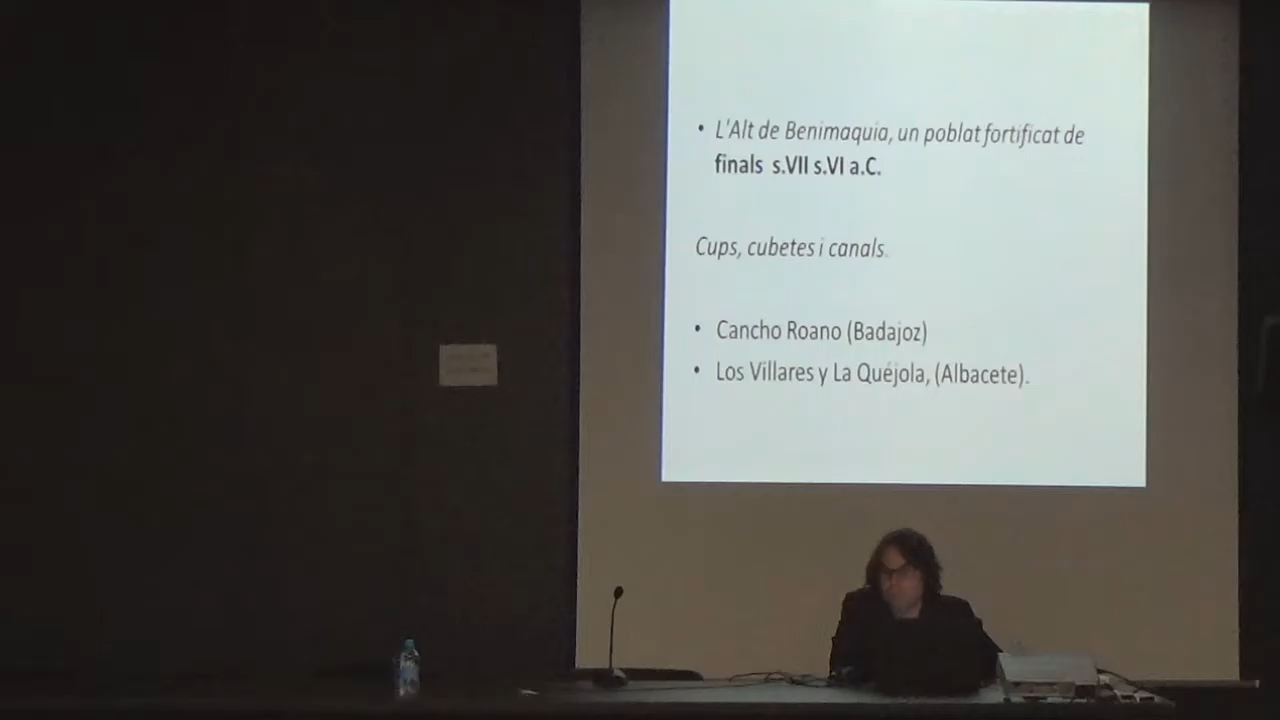 • L'Alt de Benimaquia, un poblat fortificat de
finals s.VII s.VI a.C.
Cups, cubetes i canals.
• Cancho Roano (Badajoz)
• Los Villares y La Quéjola, (Albacete).